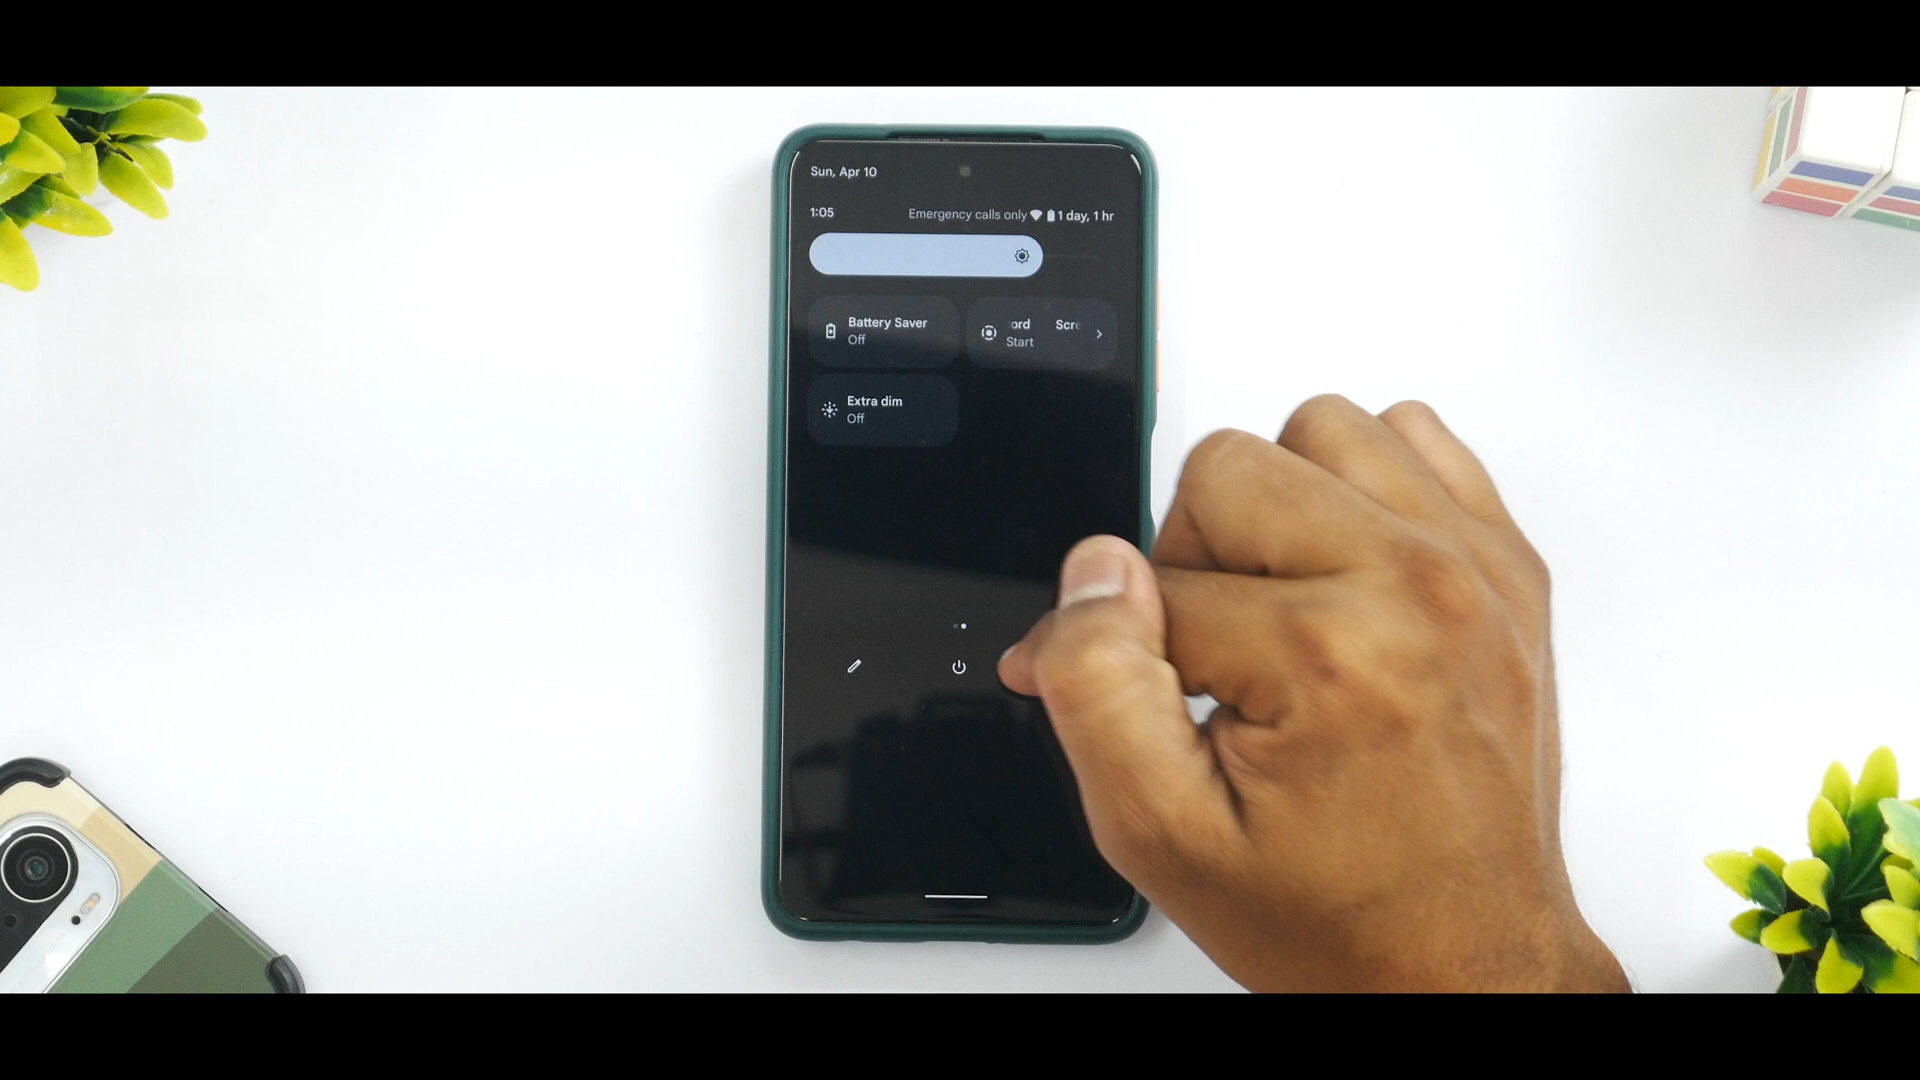 Sun, Apr 10
1:05
Emergency calls only 1 day, 1 hr
Battery Saver
Off
ord Scre
Start
Extra dim
Off